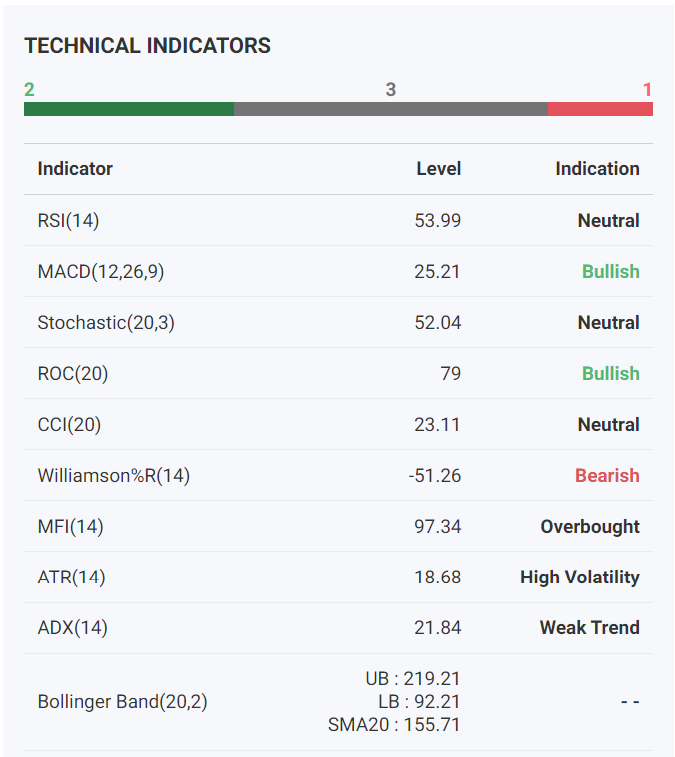 TECHNICAL INDICATORS
2 3 1
Indicator Level Indication
RSI(14) 53.99 Neutral
MACD(12,26,9) 25.21 Bullish
Stochastic(20,3) 52.04 Neutral
ROC(20) 79 Bullish
CCI(20) 23.11 Neutral
Williamson%R(14) -51.26 Bearish
MFI(14) 97.34 Overbought
ATR(14) 18.68 High Volatility
ADX(14) 21.84 Weak Trend
UB : 219.21
Bollinger Band(20,2) LB : 92.21 - -
SMA20 : 155.71